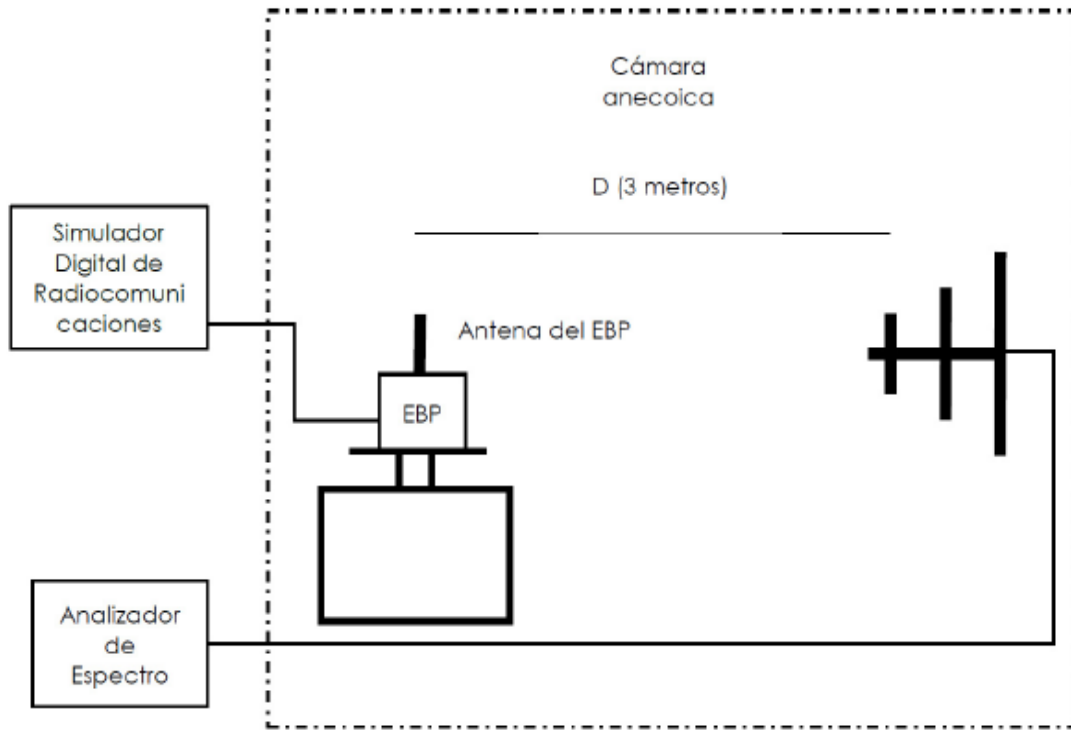 Cámara
anecoica
D (3 metros)
Simulador
Digital de
Radiocomuni
caciones
Antena del EBP
EBP
Analizador
de
Espectro